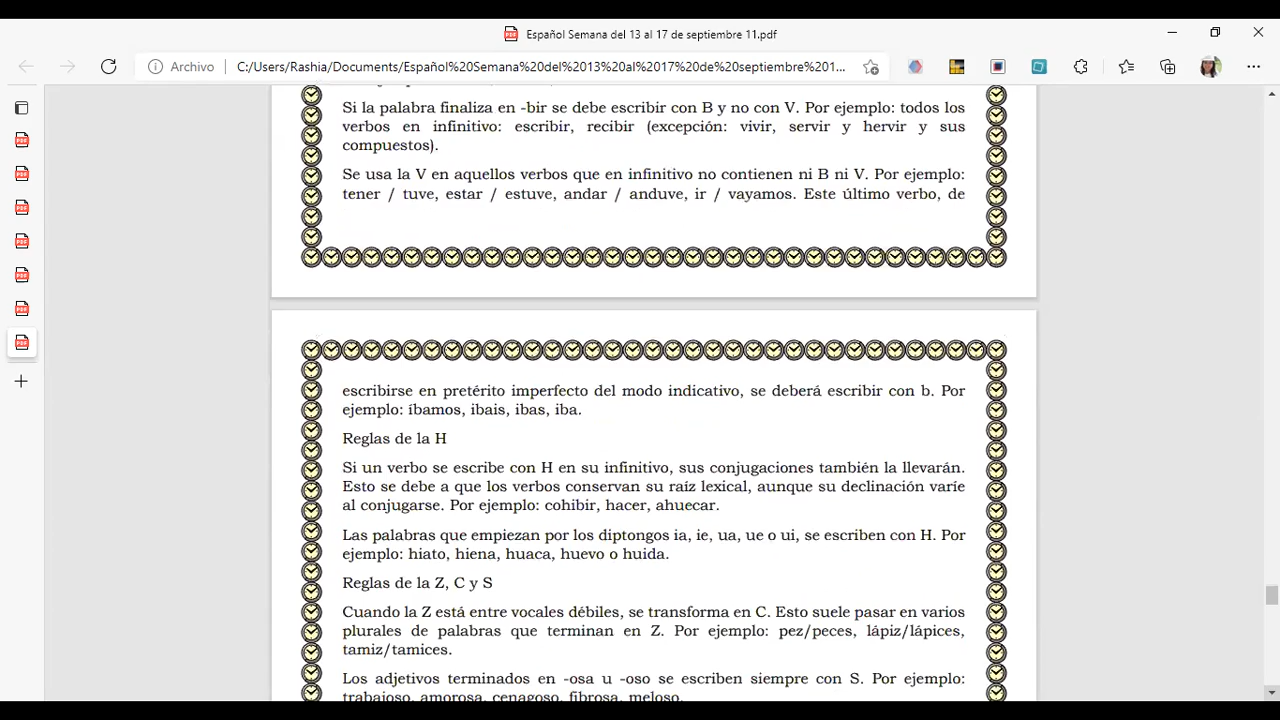 Español Semana del 13 al 17 de septiembre 11.pdf
Archivo C:/Users/Rashia/Documents/Español%20Semana%20del%2013%20al%2017%20de%20septiembre%201...
Si la palabra finaliza en -bir se debe escribir con B y no con V. Por ejemplo: todos los
verbos en infinitivo: escribir, recibir (excepción: vivir, servir y hervir y sus
compuestos).
Se usa la V en aquellos verbos que en infinitivo no contienen ni B ni V. Por ejemplo:
tener / tuve, estar / estuve, andar / anduve, ir / vayamos. Este último verbo, de
escribirse en pretérito imperfecto del modo indicativo, se deberá escribir con b. Por
ejemplo: íbamos, ibais, ibas, iba.
Reglas de la H
Si un verbo se escribe con H en su infinitivo, sus conjugaciones también la llevarán.
Esto se debe a que los verbos conservan su raíz lexical, aunque su declinación varíe
al conjugarse. Por ejemplo: cohibir, hacer, ahuecar.
Las palabras que empiezan por los diptongos ia, ie, ua, ue o ui, se escriben con H. Por
ejemplo: hiato, hiena, huaca, huevo o huida.
Reglas de la Z, C y S
Cuando la Z está entre vocales débiles, se transforma en C. Esto suele pasar en varios
plurales de palabras que terminan en Z. Por ejemplo: pez/peces, lápiz/lápices,
tamiz/tamices.
Los adjetivos terminados en -osa u -oso se escriben siempre con S. Por ejemplo:
trabajoso, amorosa, cenagoso, fibrosa, meloso.